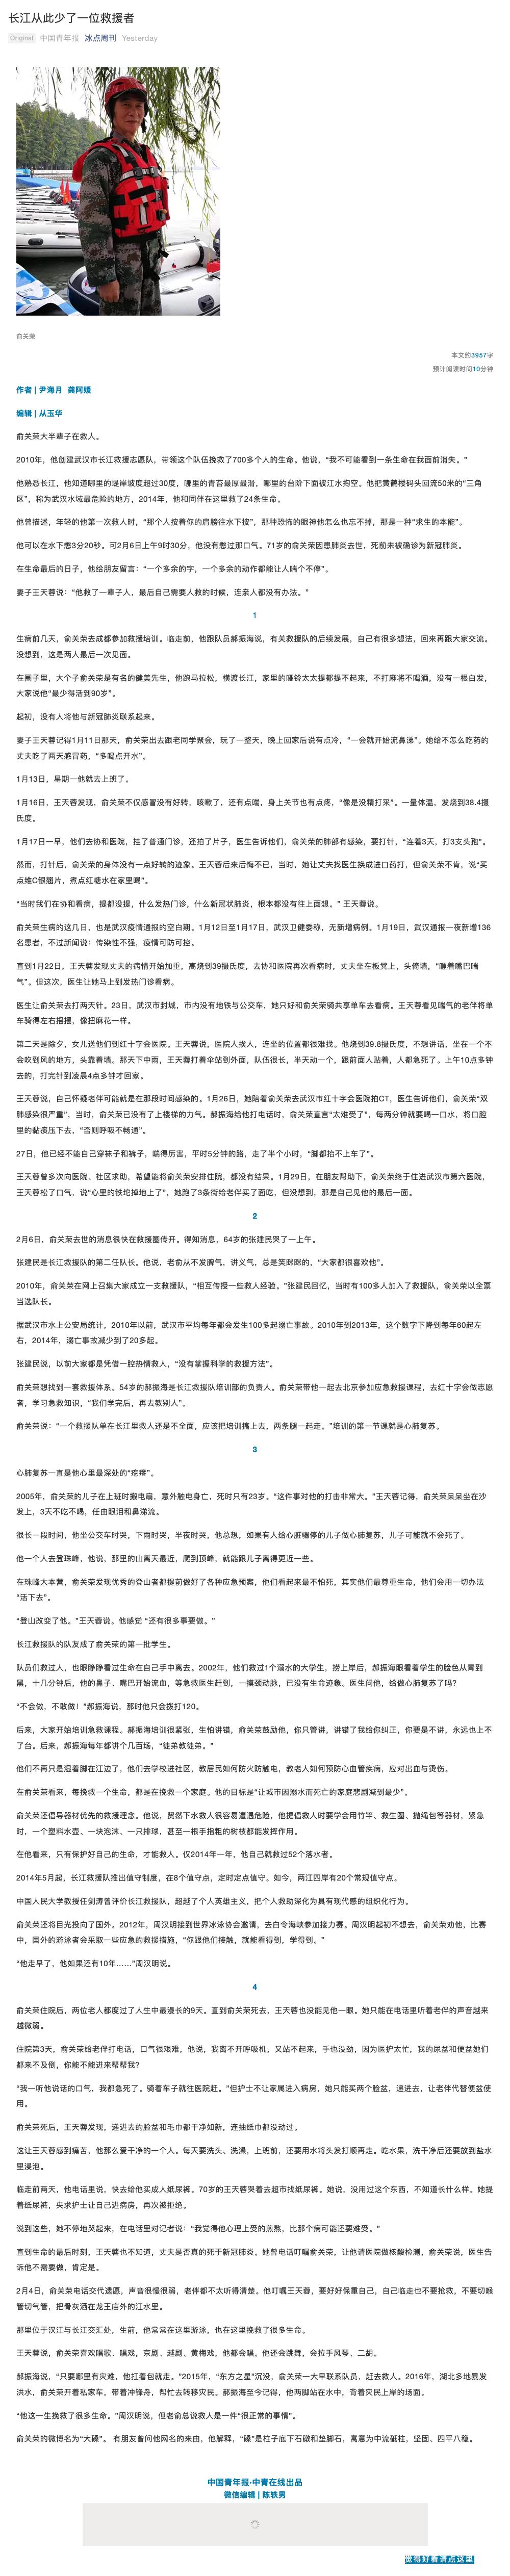 长江从此少了一位救援者
Original 中国青年报 冰点周刊 Yesterday
俞关荣
本文约3957字
预计阅读时间10分钟
作者 | 尹海月 龚阿媛
编辑 | 从玉华
俞关荣大半辈子在救人。
2010年，他创建武汉市长江救援志愿队，带领这个队伍挽救了700多个人的生命。他说，“我不可能看到一条生命在我面前消失。”
他熟悉长江，他知道哪里的堤岸坡度超过30度，哪里的青苔最厚最滑，哪里的台阶下面被江水掏空。他把黄鹤楼码头回流50米的“三角
区”，称为武汉水域最危险的地方，2014年，他和同伴在这里救了24条生命。
他曾描述，年轻的他第一次救人时，“那个人按着你的肩膀往水下按”，那种恐怖的眼神他怎么也忘不掉，那是一种“求生的本能”。
他可以在水下憋3分20秒。可2月6日上午9时30分，他没有憋过那口气。71岁的俞关荣因患肺炎去世，死前未被确诊为新冠肺炎。
在生命最后的日子，他给朋友留言：“一个多余的字，一个多余的动作都能让人喘个不停”。
妻子王天蓉说：“他救了一辈子人，最后自己需要人救的时候，连亲人都没有办法。”
1
生病前几天，俞关荣去成都参加救援培训。临走前，他跟队员郝振海说，有关救援队的后续发展，自己有很多想法，回来再跟大家交流。
没想到，这是两人最后一次见面。
在圈子里，大个子俞关荣是有名的健美先生，他跑马拉松，横渡长江，家里的哑铃太太提都提不起来，不打麻将不喝酒，没有一根白发，
大家说他“最少得活到90岁”。
起初，没有人将他与新冠肺炎联系起来。
妻子王天蓉记得1月11日那天，俞关荣出去跟老同学聚会，玩了一整天，晚上回家后说有点冷，“一会就开始流鼻涕”。她给不怎么吃药的
丈夫吃了两天感冒药，“多喝点开水”。
1月13日，星期一他就去上班了。
1月16日，王天蓉发现，俞关荣不仅感冒没有好转，咳嗽了，还有点喘，身上关节也有点疼，“像是没精打采”。一量体温，发烧到38.4摄
氏度。
1月17日一早，他们去协和医院，挂了普通门诊，还拍了片子，医生告诉他们，俞关荣的肺部有感染，要打针，“连着3天，打3支头孢”。
然而，打针后，俞关荣的身体没有一点好转的迹象。王天蓉后来后悔不已，当时，她让丈夫找医生换成进口药打，但俞关荣不肯，说“买
点维C银翘片，煮点红糖水在家里喝”。
“当时我们在协和看病，提都没提，什么发热门诊，什么新冠状肺炎，根本都没有往上面想。” 王天蓉说。
俞关荣生病的这几日，也是武汉疫情通报的空白期。1月12日至1月17日，武汉卫健委称，无新增病例。1月19日，武汉通报一夜新增136
名患者，不过新闻说：传染性不强，疫情可防可控。
直到1月22日，王天蓉发现丈夫的病情开始加重，高烧到39摄氏度，去协和医院再次看病时，丈夫坐在板凳上，头倚墙，“咂着嘴巴喘
气”。但这次，医生让她马上到发热门诊看病。
医生让俞关荣去打两天针。23日，武汉市封城，市内没有地铁与公交车，她只好和俞关荣骑共享单车去看病。王天蓉看见喘气的老伴将单
车骑得左右摇摆，像扭麻花一样。
第二天是除夕，女儿送他们到红十字会医院。王天蓉说，医院人挨人，连坐的位置都很难找。他烧到39.8摄氏度，不想讲话，坐在一个不
会吹到风的地方，头靠着墙。那天下中雨，王天蓉打着伞站到外面，队伍很长，半天动一个，跟前面人贴着，人都急死了。上午10点多钟
去的，打完针到凌晨4点多钟才回家。
王天蓉说，自己怀疑老伴可能就是在那段时间感染的。1月26日，她陪着俞关荣去武汉市红十字会医院拍CT，医生告诉他们，俞关荣“双
肺感染很严重”，当时，俞关荣已没有了上楼梯的力气。郝振海给他打电话时，俞关荣直言“太难受了”，每两分钟就要喝一口水，将口腔
里的黏痰压下去，“否则呼吸不畅通”。
27日，他已经不能自己穿袜子和裤子，喘得厉害，平时5分钟的路，走了半个小时，“脚都抬不上车了”。
王天蓉曾多次向医院、社区求助，希望能将俞关荣安排住院，都没有结果。1月29日，在朋友帮助下，俞关荣终于住进武汉市第六医院，
王天蓉松了口气，说“心里的铁坨掉地上了”，她跑了3条街给老伴买了面吃，但没想到，那是自己见他的最后一面。
2
2月6日，俞关荣去世的消息很快在救援圈传开。得知消息，64岁的张建民哭了一上午。
张建民是长江救援队的第二任队长。他说，老俞从不发脾气，讲义气，总是笑眯眯的，“大家都很喜欢他”。
2010年，俞关荣在网上召集大家成立一支救援队，“相互传授一些救人经验。”张建民回忆，当时有100多人加入了救援队，俞关荣以全票
当选队长。
据武汉市水上公安局统计，2010年以前，武汉市平均每年都会发生100多起溺亡事故。2010年到2013年，这个数字下降到每年60起左
右，2014年，溺亡事故减少到了20多起。
张建民说，以前大家都是凭借一腔热情救人，“没有掌握科学的救援方法”。
俞关荣想找到一套救援体系。54岁的郝振海是长江救援队培训部的负责人。俞关荣带他一起去北京参加应急救援课程，去红十字会做志愿
者，学习急救知识，“我们学完后，再去教别人”。
俞关荣说：“一个救援队单在长江里救人还是不全面，应该把培训搞上去，两条腿一起走。”培训的第一节课就是心肺复苏。
3
心肺复苏一直是他心里最深处的“疙瘩”。
2005年，俞关荣的儿子在上班时搬电扇，意外触电身亡，死时只有23岁。“这件事对他的打击非常大。”王天蓉记得，俞关荣呆呆坐在沙
发上，3天不吃不喝，任由眼泪和鼻涕流。
很长一段时间，他坐公交车时哭，下雨时哭，半夜时哭，他总想，如果有人给心脏骤停的儿子做心肺复苏，儿子可能就不会死了。
他一个人去登珠峰，他说，那里的山离天最近，爬到顶峰，就能跟儿子离得更近一些。
在珠峰大本营，俞关荣发现优秀的登山者都提前做好了各种应急预案，他们看起来最不怕死，其实他们最尊重生命，他们会用一切办法
“活下去”。
“登山改变了他。”王天蓉说。他感觉 “还有很多事要做。”
长江救援队的队友成了俞关荣的第一批学生。
队员们救过人，也眼睁睁看过生命在自己手中离去。2002年，他们救过1个溺水的大学生，捞上岸后，郝振海眼看着学生的脸色从青到
黑，十几分钟后，他的鼻子、嘴巴开始流血，等急救医生赶到，一摸颈动脉，已没有生命迹象。医生问他，给做心肺复苏了吗？
“不会做，不敢做！”郝振海说，那时他只会拨打120。
后来，大家开始培训急救课程。郝振海培训很紧张，生怕讲错，俞关荣鼓励他，你只管讲，讲错了我给你纠正，你要是不讲，永远也上不
了台。后来，郝振海每年都讲个几百场，“徒弟教徒弟。”
他们不再只是湿着脚在江边了，他们去学校进社区，教居民如何防火防触电，教老人如何预防心血管疾病，应对出血与烫伤。
在俞关荣看来，每挽救一个生命，都是在挽救一个家庭。他的目标是“让城市因溺水而死亡的家庭悲剧减到最少”。
俞关荣还倡导器材优先的救援理念。他说，贸然下水救人很容易遭遇危险，他提倡救人时要学会用竹竿、救生圈、抛绳包等器材，紧急
时，一个塑料水壶、一块泡沫、一只排球，甚至一根手指粗的树枝都能发挥作用。
在他看来，只有保护好自己的生命，才能救人。仅2014年一年，他自己就救过52个落水者。
2014年5月起，长江救援队推出值守制度，在8个值守点，定时定点值守。如今，两江四岸有20个常规值守点。
中国人民大学教授任剑涛曾评价长江救援队，超越了个人英雄主义，把个人救助深化为具有现代感的组织化行为。
俞关荣还将目光投向了国外。2012年，周汉明接到世界冰泳协会邀请，去白令海峡参加接力赛。周汉明起初不想去，俞关荣劝他，比赛
中，国外的游泳者会采取一些应急的救援措施，“你跟他们接触，就能看得到，学得到。”
“他走早了，他如果还有10年……”周汉明说。
4
俞关荣住院后，两位老人都度过了人生中最漫长的9天。直到俞关荣死去，王天蓉也没能见他一眼。她只能在电话里听着老伴的声音越来
越微弱。
住院第3天，俞关荣给老伴打电话，口气很艰难，他说，我离不开呼吸机，又站不起来，手也没劲，因为医护太忙，我的尿盆和便盆她们
都来不及倒，你能不能进来帮帮我？
“我一听他说话的口气，我都急死了。骑着车子就往医院赶。”但护士不让家属进入病房，她只能买两个脸盆，递进去，让老伴代替便盆使
用。
俞关荣死后，王天蓉发现，递进去的脸盆和毛巾都干净如新，连抽纸巾都没动过。
这让王天蓉感到痛苦，他那么爱干净的一个人。每天要洗头、洗澡，上班前，还要用水将头发打顺再走。吃水果，洗干净后还要放到盐水
里浸泡。
临走前两天，他电话里说，快去给他买成人纸尿裤。70岁的王天蓉哭着去超市找纸尿裤。她说，没用过这个东西，不知道长什么样。她提
着纸尿裤，央求护士让自己进病房，再次被拒绝。
说到这些，她不停地哭起来，在电话里对记者说：“我觉得他心理上受的煎熬，比那个病可能还要难受。”
直到生命的最后时刻，王天蓉也不知道，丈夫是否真的死于新冠肺炎。她曾电话叮嘱俞关荣，让他请医院做核酸检测，俞关荣说，医生告
诉他不需要做，肯定是。
2月4日，俞关荣电话交代遗愿，声音很慢很弱，老伴都不太听得清楚。他叮嘱王天蓉，要好好保重自己，自己临走也不要抢救，不要切喉
管切气管，把骨灰洒在龙王庙外的江水里。
那里位于汉江与长江交汇处，生前，他常常在这里游泳，也在这里挽救了很多生命。
王天蓉说，俞关荣喜欢唱歌、唱戏，京剧、越剧、黄梅戏，他都会唱。他还会跳舞，会拉手风琴、二胡。
郝振海说，“只要哪里有灾难，他扛着包就走。”2015年，“东方之星”沉没，俞关荣一大早联系队员，赶去救人。2016年，湖北多地暴发
洪水，俞关荣开着私家车，带着冲锋舟，帮忙去转移灾民。郝振海至今记得，他两脚站在水中，背着灾民上岸的场面。
“他这一生挽救了很多生命。”周汉明说，但老俞总说救人是一件“很正常的事情”。
俞关荣的微博名为“大磉”。 有朋友曾问他网名的来由，他解释，“磉”是柱子底下石礅和垫脚石，寓意为中流砥柱，坚固、四平八稳。
中国青年报·中青在线出品
微信编辑 | 陈轶男
觉得好看请点这里